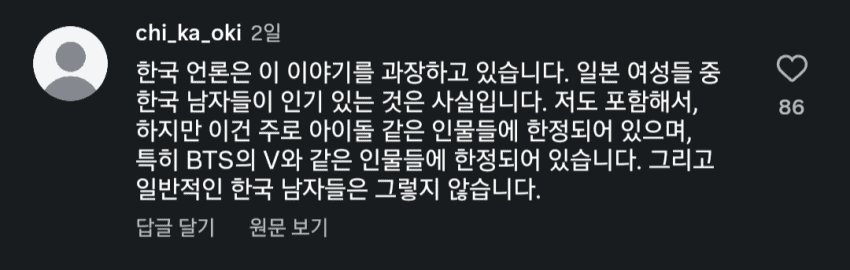 chi_ka_oki 2일
한국 언론은 이 이야기를 과장하고 있습니다. 일본 여성들 중
한국 남자들이 인기 있는 것은 사실입니다. 저도 포함해서,
하지만 이건 주로 아이돌 같은 인물들에 한정되어 있으며,
특히 BTS의 V와 같은 인물들에 한정되어 있습니다. 그리고
일반적인 한국 남자들은 그렇지 않습니다.
86
답글 달기 원문 보기